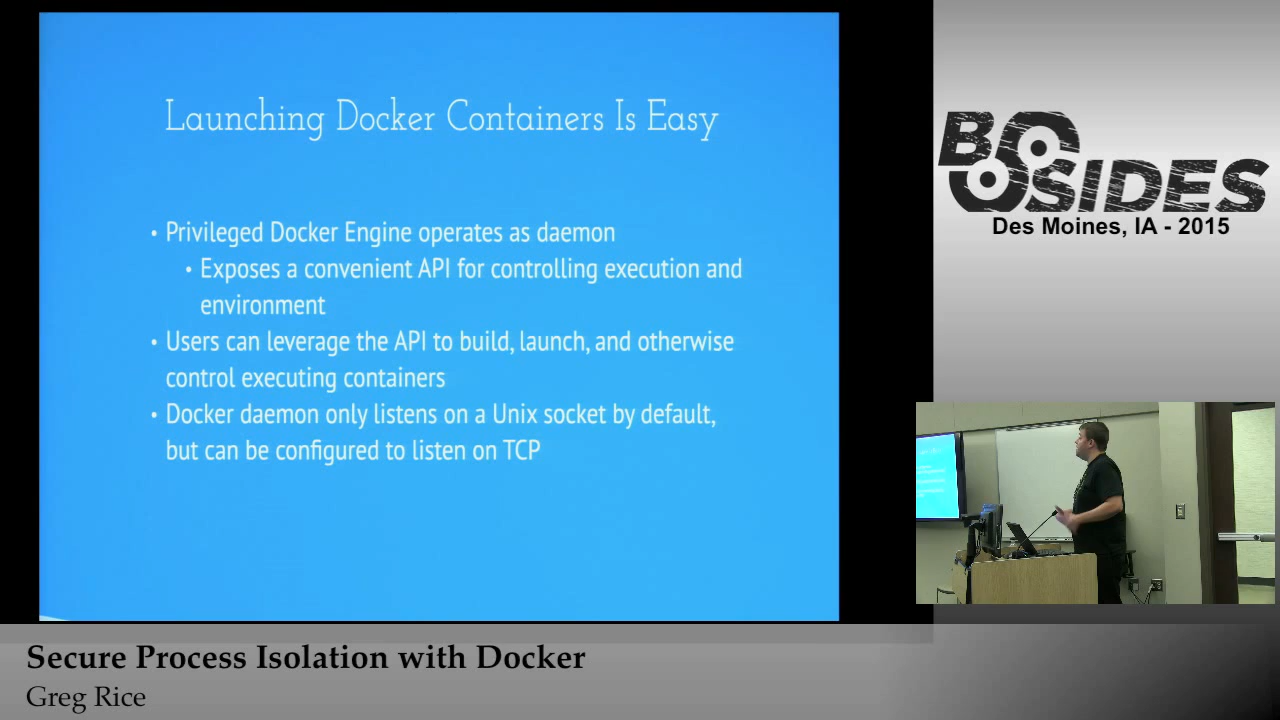 Launching Docker Containers Is Easy
• Privileged Docker Engine operates as daemon
• Exposes a convenient API for controlling execution and
environment
• Users can leverage the API to build, launch, and otherwise
control executing containers
• Docker daemon only listens on a Unix socket by default,
but can be configured to listen on TCP
BSIDES
Des Moines, IA - 2015
Secure Process Isolation with Docker
Greg Rice